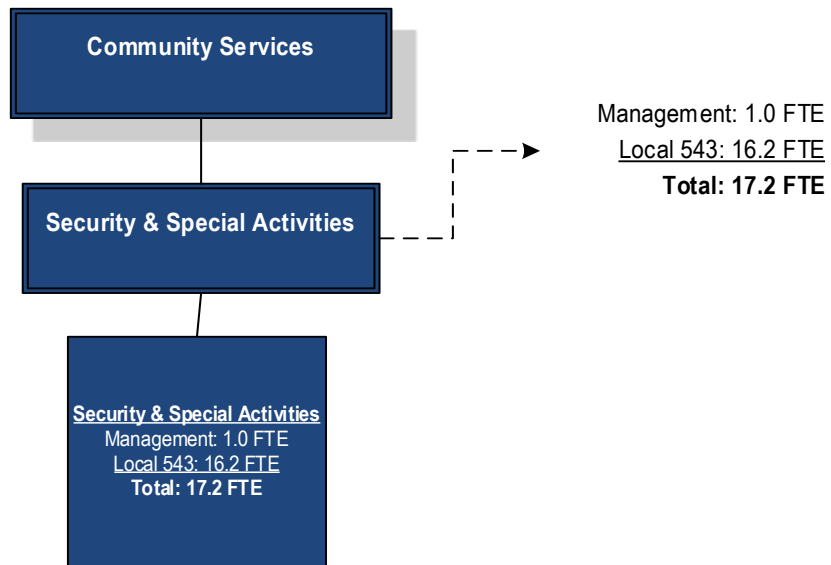 Community Services
Management: 1.0 FTE
Local 543: 16.2 FTE
Total: 17.2 FTE
Security & Special Activities
Security & Special Activities
Management: 1.0 FTE
Local 543: 16.2 FTE
Total: 17.2 FTE